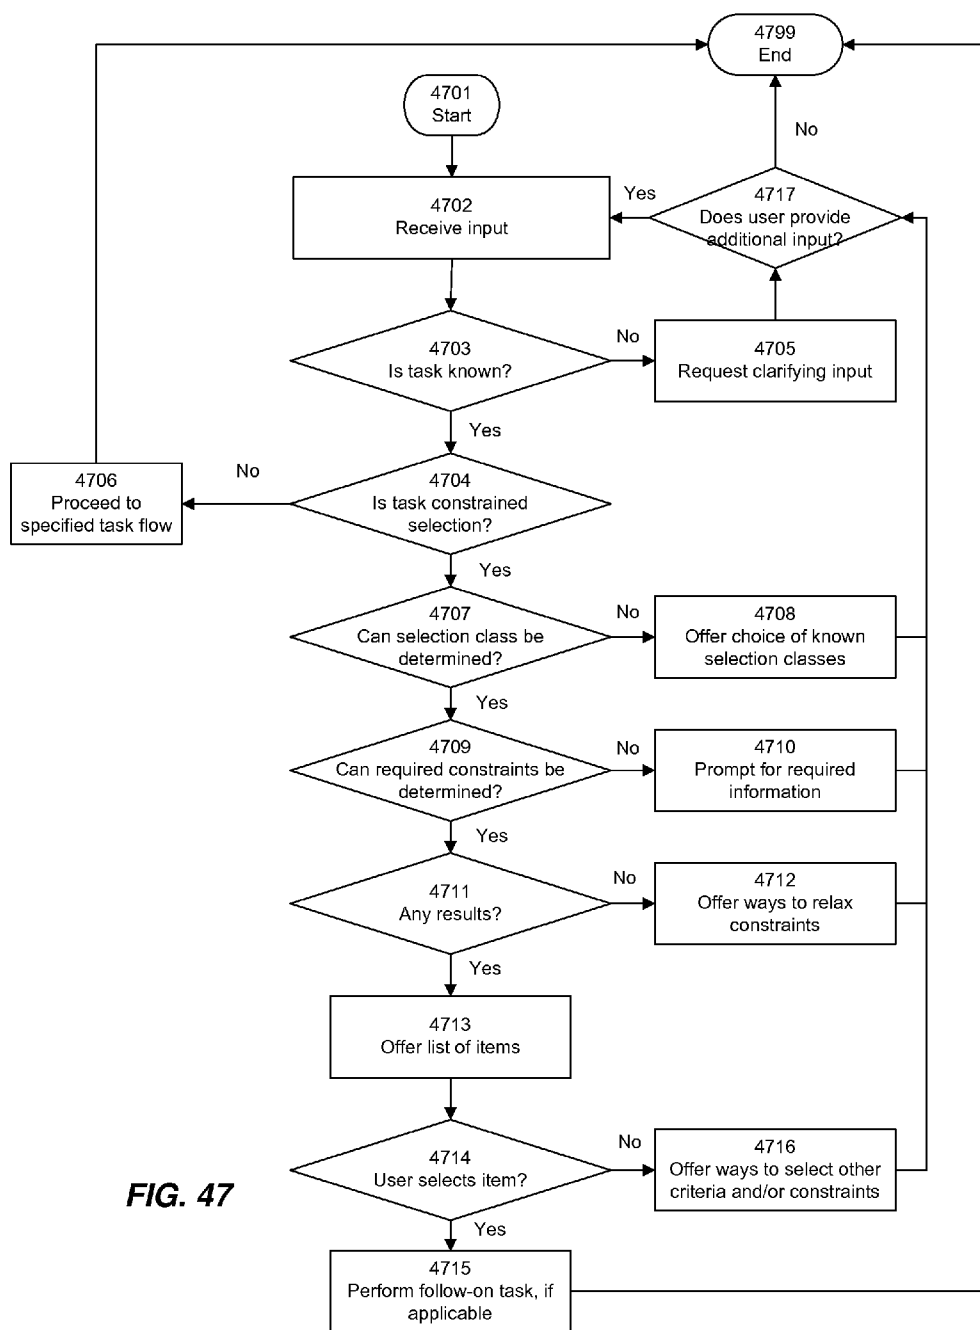 4799
End
4701
Start
No
Yes
4717
Does user provide
additional input?
4702
Receive input
4703
Is task known?
No
4705
Request clarifying input
Yes
4704
Is task constrained
selection?
No
4706
Proceed to
specified task flow
Yes
4707
Can selection class be
determined?
No
4708
Offer choice of known
selection classes
Yes
4709
Can required constraints be
determined?
No
4710
Prompt for required
information
Yes
4711
Any results?
No
4712
Offer ways to relax
constraints
Yes
4713
Offer list of items
4714
User selects item?
No
4716
Offer ways to select other
criteria and/or constraints
FIG. 47
Yes
4715
Perform follow-on task, if
applicable